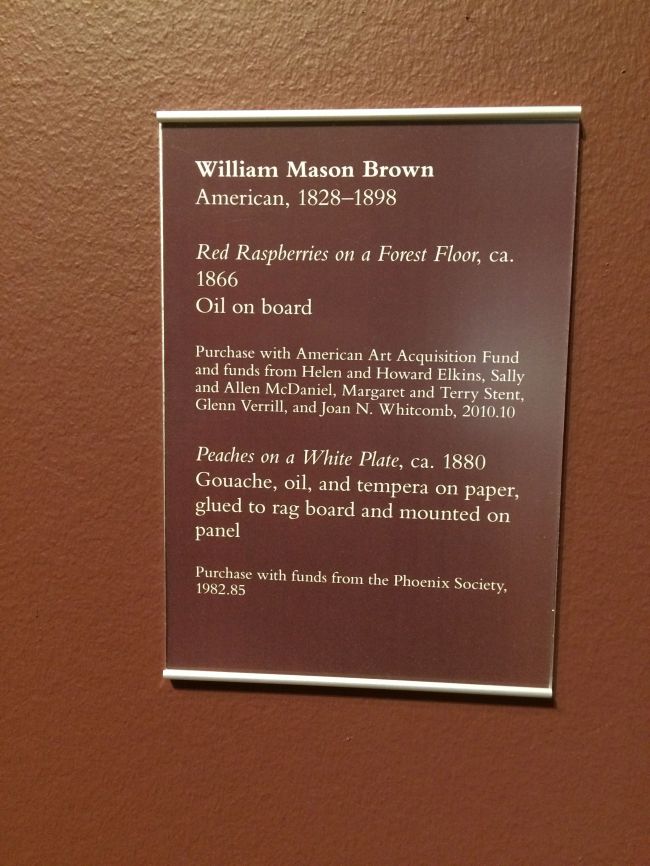 William Mason Brown
American, 1828–1898
Red Raspberries on a Forest Floor, ca.
1866
Oil on board
Purchase with American Art Acquisition Fund
and funds from Helen and Howard Elkins, Sally
and Allen McDaniel, Margaret and Terry Stent,
Glenn Verrill, and Joan N. Whitcomb, 2010.10
Peaches on a White Plate, ca. 1880
Gouache, oil, and tempera on paper,
glued to rag board and mounted on
panel
Purchase with funds from the Phoenix Society,
1982.85